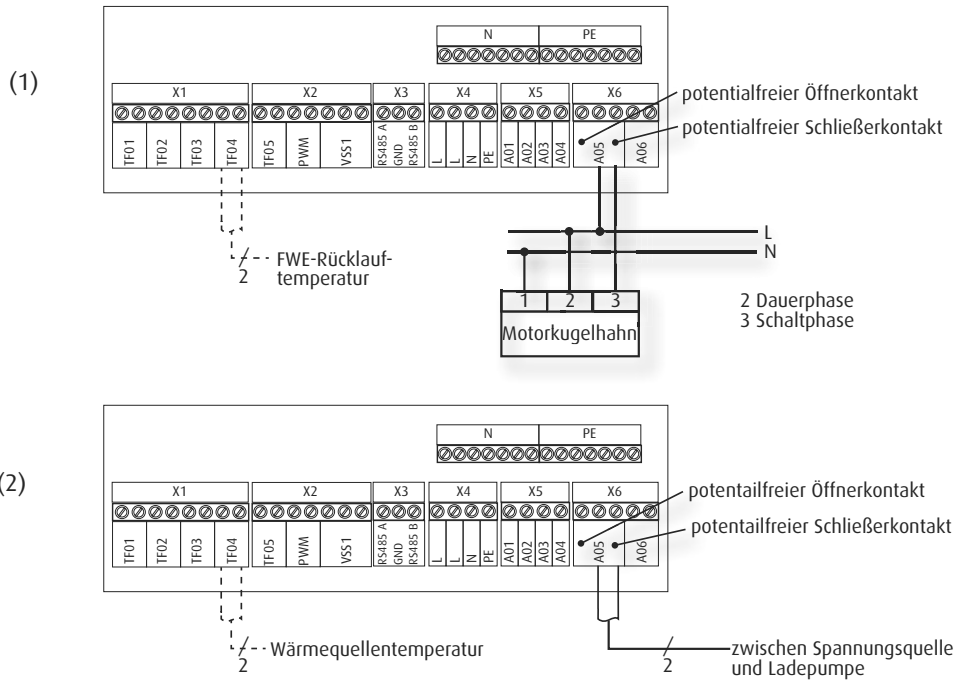 (1)
N PE
X1 X2 X3 X4 X5 X6
potentialfreier Öffnerkontakt
potentialfreier Schließerkontakt
TF01 TF02 TF03 TF04 TF05 PWM VSS1 RS485 A GND RS485 B L L N PE A01 A02 A03 A04 A05 A06
L
N
2
FWE-Rücklauf-
temperatur
1 2 3
Motorkugelhahn
2 Dauerphase
3 Schaltphase
(2)
N PE
X1 X2 X3 X4 X5 X6
potentailfreier Öffnerkontakt
potentailfreier Schließerkontakt
TF01 TF02 TF03 TF04 TF05 PWM VSS1 RS485 A GND RS485 B L L N PE A01 A02 A03 A04 A05 A06
2
Wärmequellentemperatur
2
zwischen Spannungsquelle
und Ladepumpe